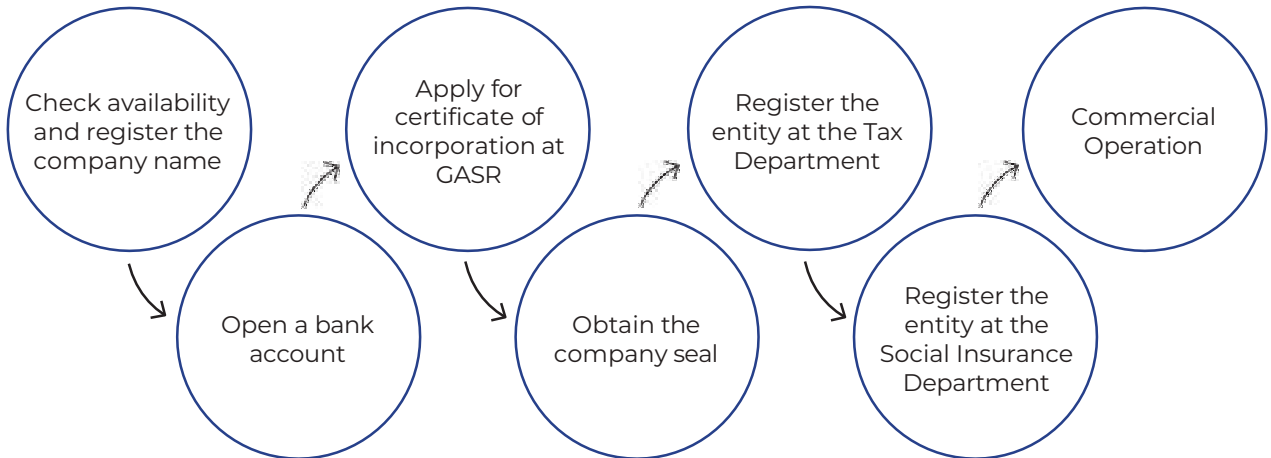 Check availability
and register the
company name
Open a bank
account
Apply for
certificate of
incorporation at
GASR
Obtain the
company seal
Register the
entity at the Tax
Department
Register the
entity at the
Social Insurance
Department
Commercial
Operation